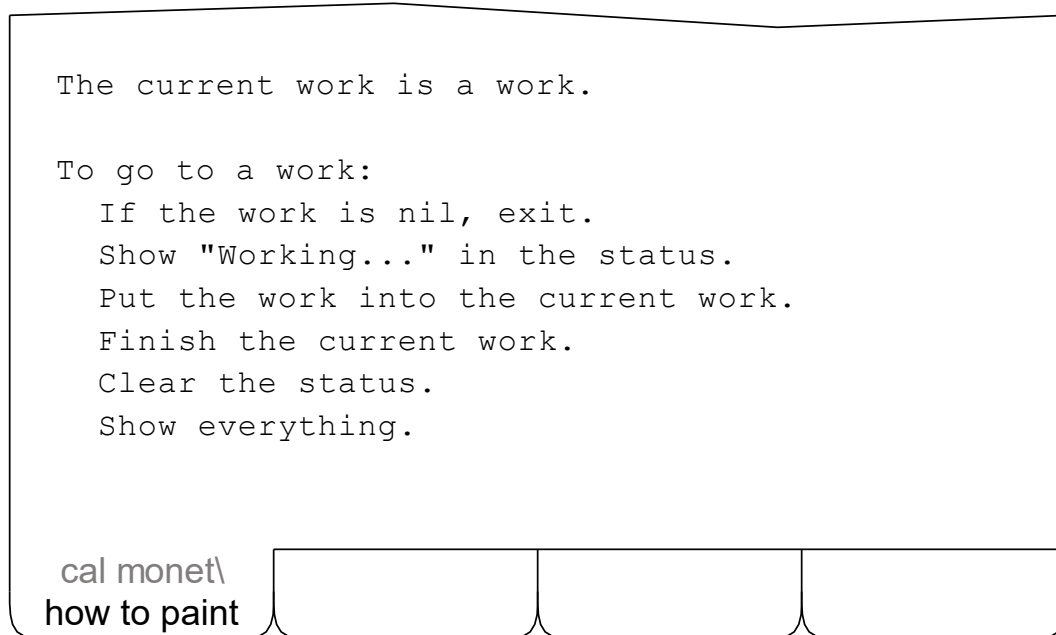 The current work is a work.
To go to a work:
If the work is nil, exit.
Show "Working..." in the status.
Put the work into the current work.
Finish the current work.
Clear the status.
Show everything.
cal monet\
how to paint